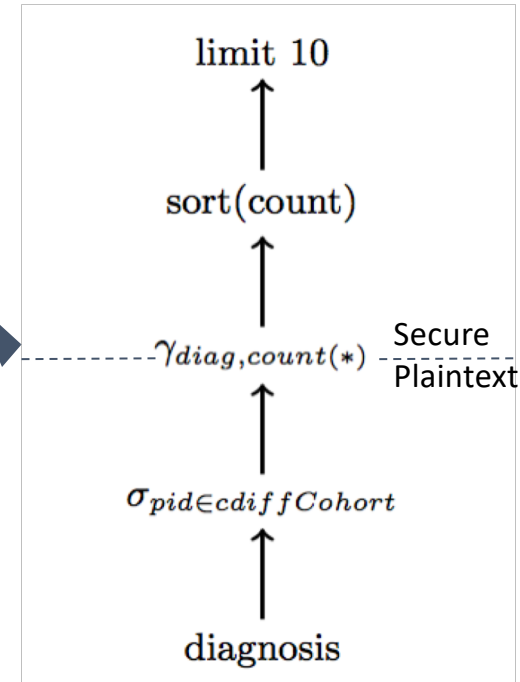 limit 10
sort(count)
γdiag,count(∗)
Secure
Plaintext
σpid∈cdiffCohort
diagnosis